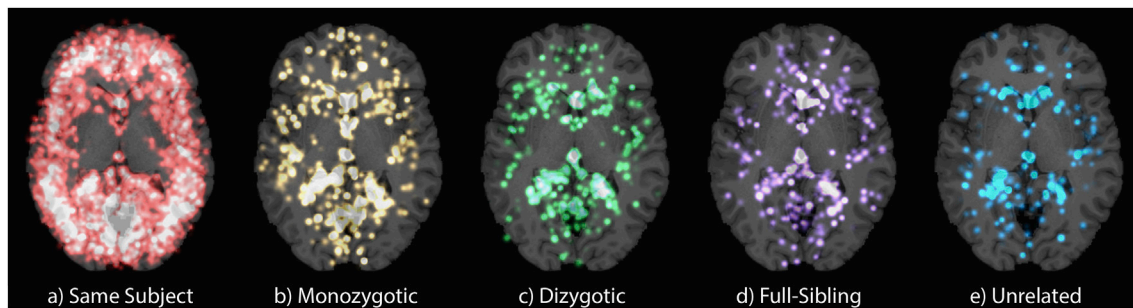 a) Same Subject
b) Monozygotic
c) Dizygotic
d) Full-Sibling
e) Unrelated